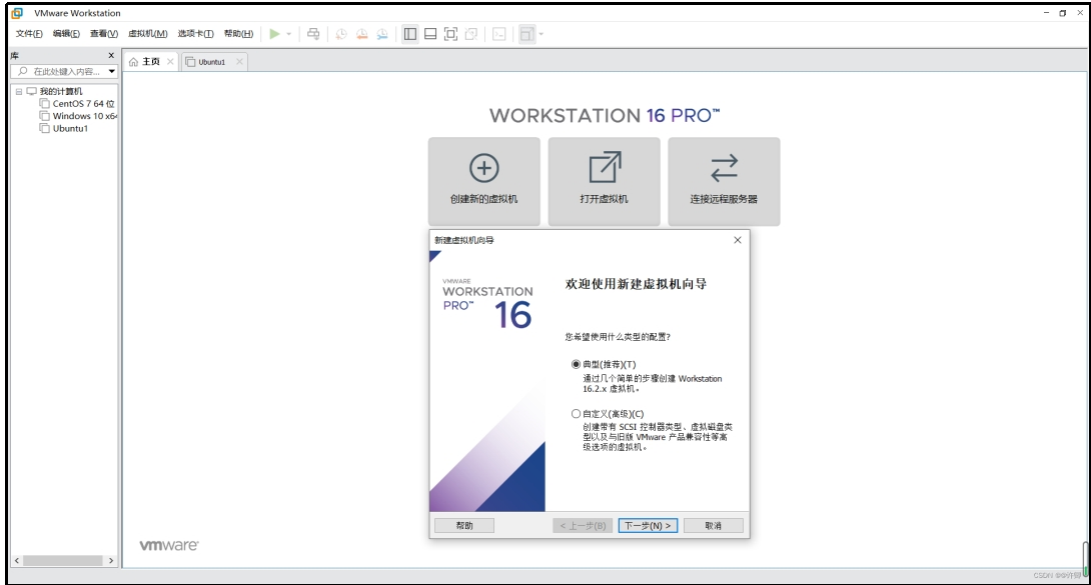 VMware Workstation
文件(F) 编辑(E) 查看(V) 虚拟机(M) 选项卡(T) 帮助(H)
库
在此处键入内容...
我的计算机
CentOS 7 64 位
Windows 10 x64
Ubuntu1
主页
Ubuntu1
WORKSTATION 16 PRO™
创建新的虚拟机
打开虚拟机
连接远程服务器
新建虚拟机向导
VMWARE
WORKSTATION
PRO™ 16
欢迎使用新建虚拟机向导
您希望使用什么类型的配置?
典型(推荐)(T)
通过几个简单的步骤创建 Workstation
16.2.x 虚拟机。
自定义(高级)(C)
创建带有 SCSI 控制器类型、虚拟磁盘类
型以及与旧版 VMware 产品兼容性等高
级选项的虚拟机。
帮助
< 上一步(B)
下一步(N) >
取消
vmware
CSDN